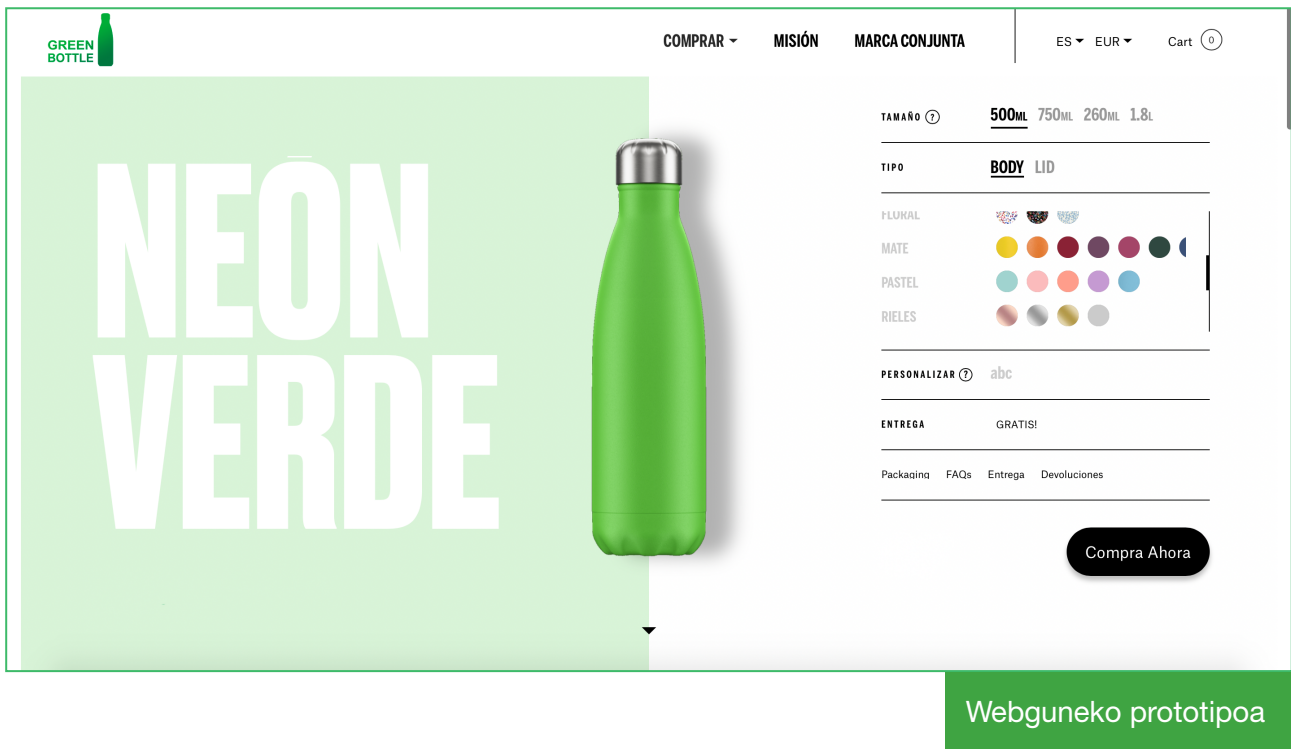 GREEN
BOTTLE
COMPRAR MISIÓN MARCA CONJUNTA ES EUR Cart 0
NEÓN
VERDE
TAMAÑO ? 500ML 750ML 260ML 1.8L
TIPO BODY LID
FLORAL
MATE
PASTEL
RIELES
PERSONALIZAR ? abc
ENTREGA GRATIS!
Packaging FAQs Entrega Devoluciones
Compra Ahora
Webguneko prototipoa